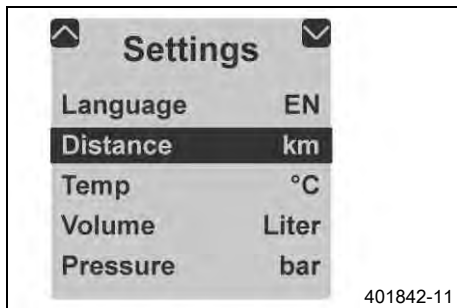 Settings
Language EN
Distance km
Temp °C
Volume Liter
Pressure bar
401842-11